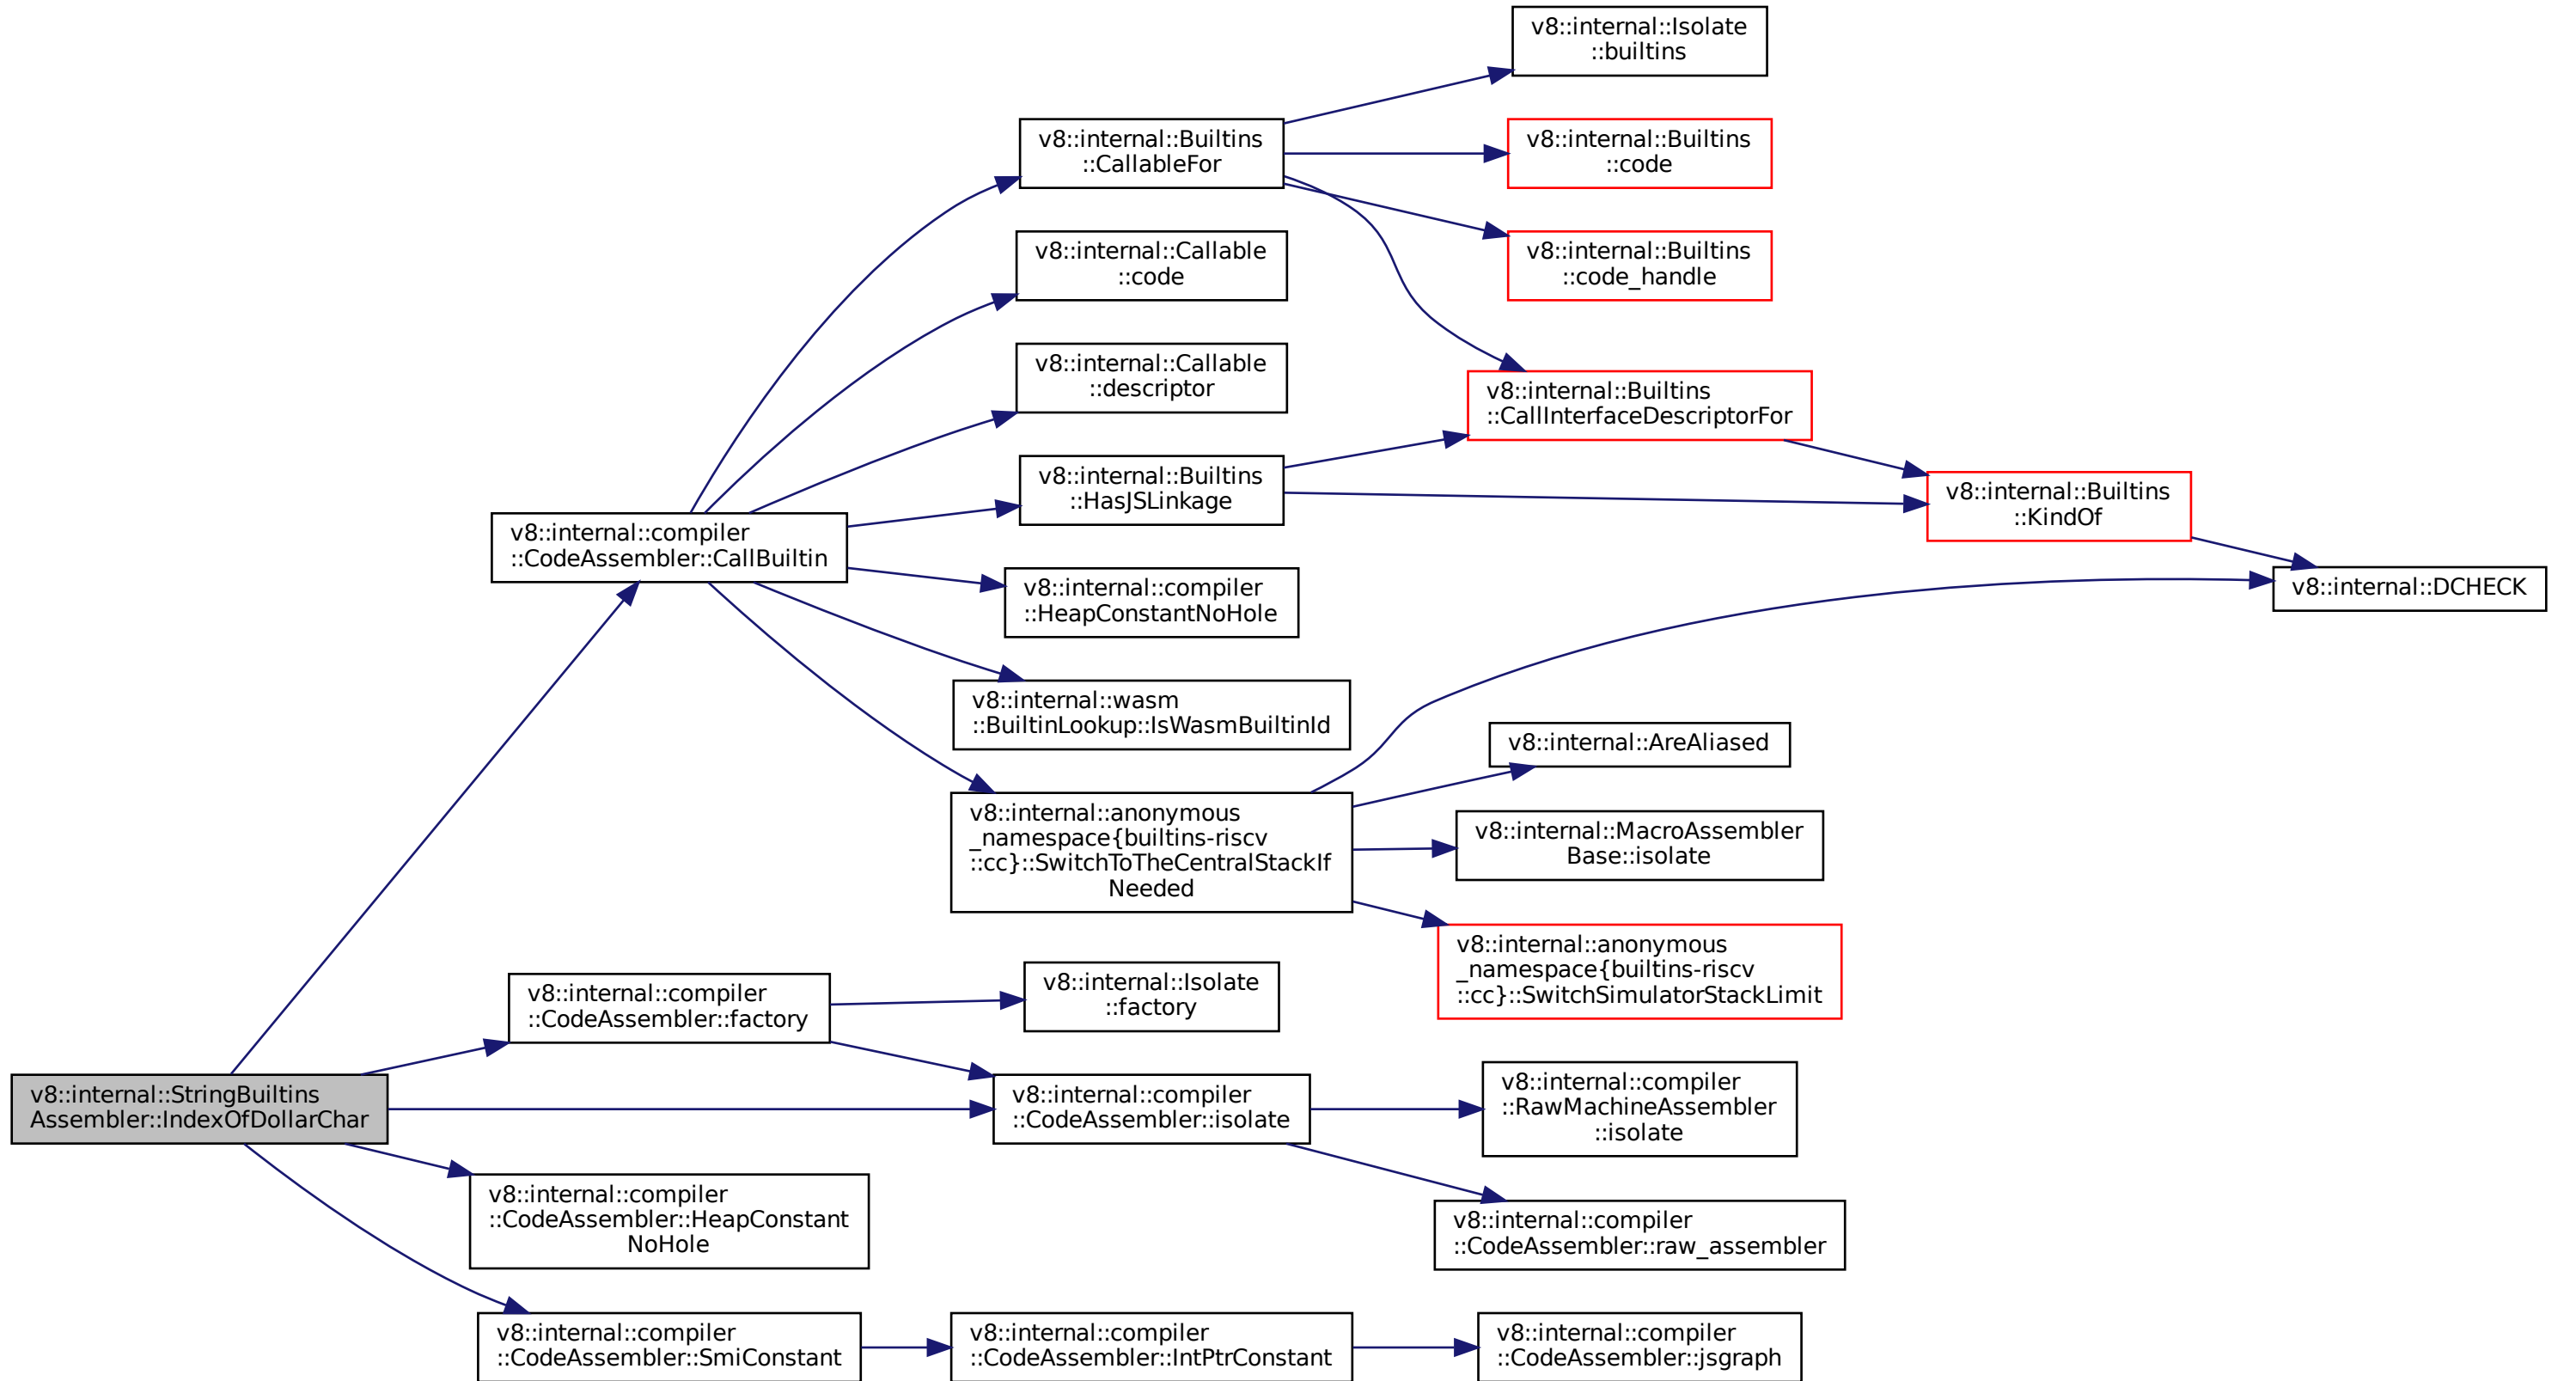 v8::internal::Isolate
::builtins
v8::internal::Builtins
::CallableFor
v8::internal::Builtins
::code
v8::internal::Callable
::code
v8::internal::Builtins
::code_handle
v8::internal::Callable
::descriptor
v8::internal::Builtins
::CallInterfaceDescriptorFor
v8::internal::Builtins
::HasJSLinkage
v8::internal::Builtins
::KindOf
v8::internal::compiler
::CodeAssembler::CallBuiltin
v8::internal::compiler
::HeapConstantNoHole
v8::internal::DCHECK
v8::internal::wasm
::BuiltinLookup::IsWasmBuiltinId
v8::internal::AreAliased
v8::internal::anonymous
_namespace{builtins-riscv
::cc}::SwitchToTheCentralStackIf
Needed
v8::internal::MacroAssembler
Base::isolate
v8::internal::anonymous
_namespace{builtins-riscv
::cc}::SwitchSimulatorStackLimit
v8::internal::compiler
::CodeAssembler::factory
v8::internal::Isolate
::factory
v8::internal::StringBuiltins
Assembler::IndexOfDollarChar
v8::internal::compiler
::CodeAssembler::isolate
v8::internal::compiler
::RawMachineAssembler
::isolate
v8::internal::compiler
::CodeAssembler::HeapConstant
NoHole
v8::internal::compiler
::CodeAssembler::raw_assembler
v8::internal::compiler
::CodeAssembler::SmiConstant
v8::internal::compiler
::CodeAssembler::IntPtrConstant
v8::internal::compiler
::CodeAssembler::jsgraph